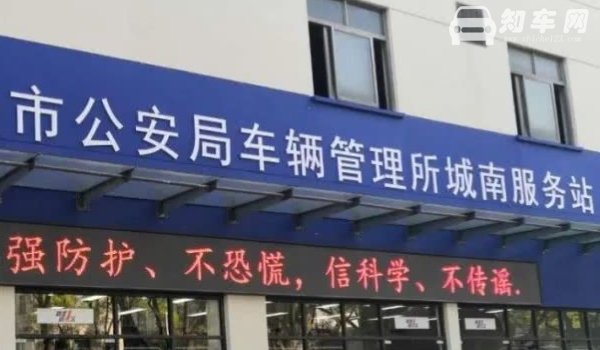 知车网
市公安局车辆管理所城南服务站
强防护、不恐慌，信科学、不传谣.